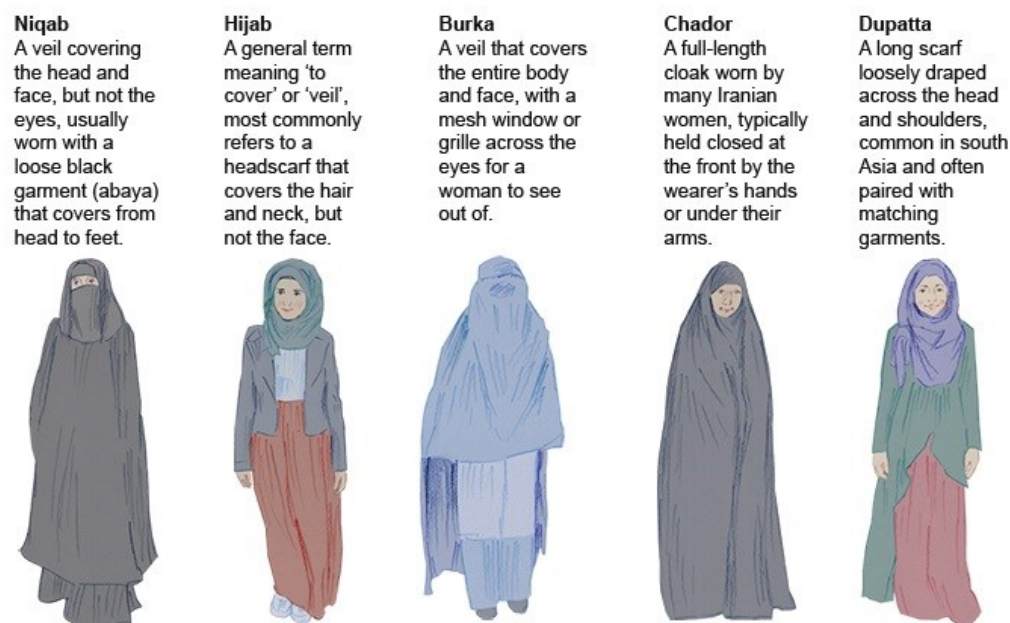 Niqab
A veil covering
the head and
face, but not the
eyes, usually
worn with a
loose black
garment (abaya)
that covers from
head to feet.
Hijab
A general term
meaning ‘to
cover’ or ‘veil’,
most commonly
refers to a
headscarf that
covers the hair
and neck, but
not the face.
Burka
A veil that covers
the entire body
and face, with a
mesh window or
grille across the
eyes for a
woman to see
out of.
Chador
A full-length
cloak worn by
many Iranian
women, typically
held closed at
the front by the
wearer’s hands
or under their
arms.
Dupatta
A long scarf
loosely draped
across the head
and shoulders,
common in south
Asia and often
paired with
matching
garments.